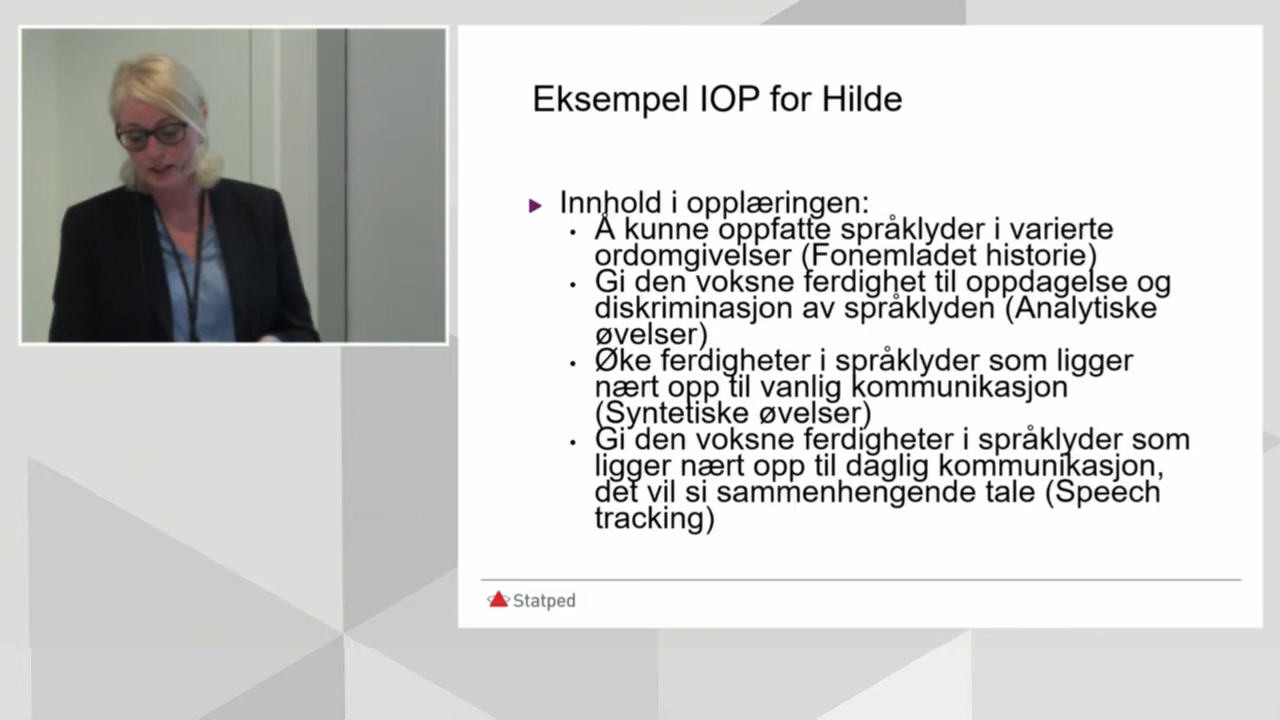 Eksempel IOP for Hilde
Innhold i opplæringen:
Å kunne oppfatte språklyder i varierte
ordomgivelser (Fonemladet historie)
Gi den voksne ferdighet til oppdagelse og
diskriminasjon av språklyden (Analytiske
øvelser)
Øke ferdigheter i språklyder som ligger
nært opp til vanlig kommunikasjon
(Syntetiske øvelser)
Gi den voksne ferdigheter i språklyder som
ligger nært opp til daglig kommunikasjon,
det vil si sammenhengende tale (Speech
tracking)
Statped